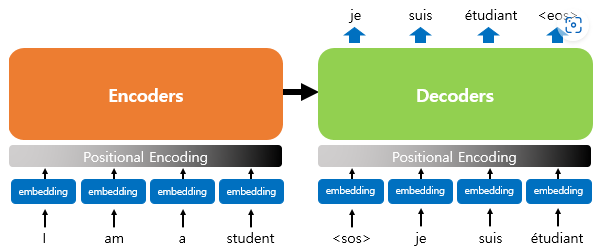 je suis étudiant <eos>
Encoders Decoders
Positional Encoding Positional Encoding
embedding embedding embedding embedding embedding embedding embedding embedding
I am a student <sos> je suis étudiant